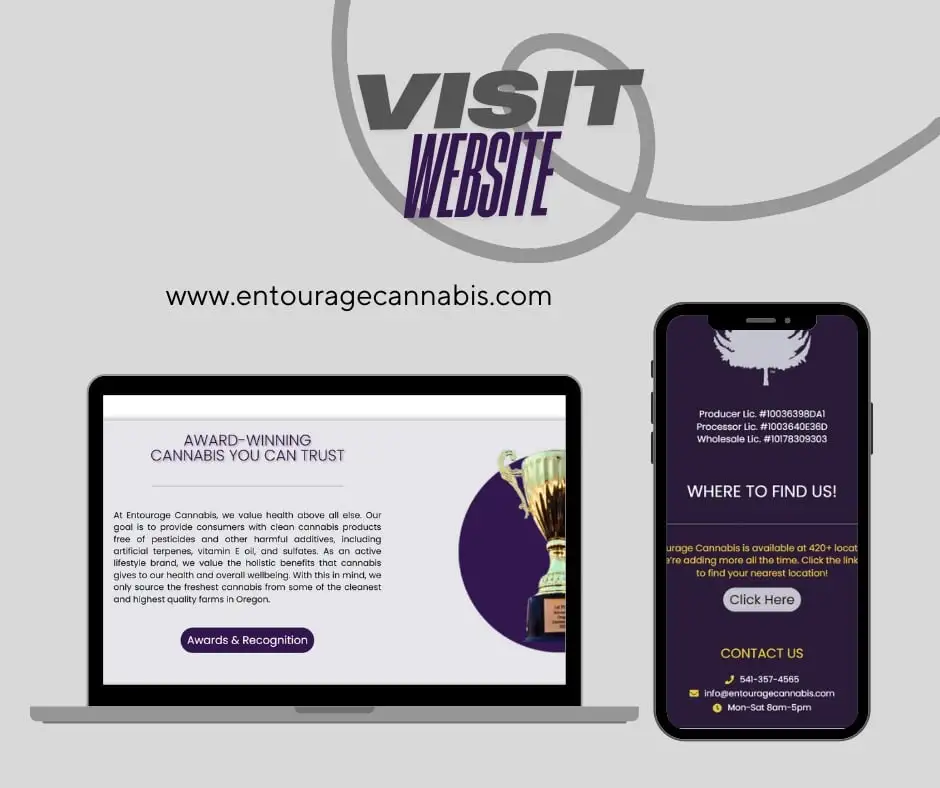 VISIT
WEBSITE
www.entouragecannabis.com
AWARD-WINNING
CANNABIS YOU CAN TRUST
At Entourage Cannabis, we value health above all else. Our
goal is to provide consumers with clean cannabis products
free of pesticides and other harmful additives, including
artificial terpenes, vitamin E oil, and sulfates. As an active
lifestyle brand, we value the holistic benefits that cannabis
gives to our health and overall wellbeing. With this in mind, we
only source the freshest cannabis from some of the cleanest
and highest quality farms in Oregon.
Awards & Recognition
Producer Lic. #10036398DA1
Processor Lic. #1003640E36D
Wholesale Lic. #10178309303
WHERE TO FIND US!
urage Cannabis is available at 420+ locat
're adding more all the time. Click the link
to find your nearest location!
Click Here
CONTACT US
541-357-4565
info@entouragecannabis.com
Mon-Sat 8am-5pm